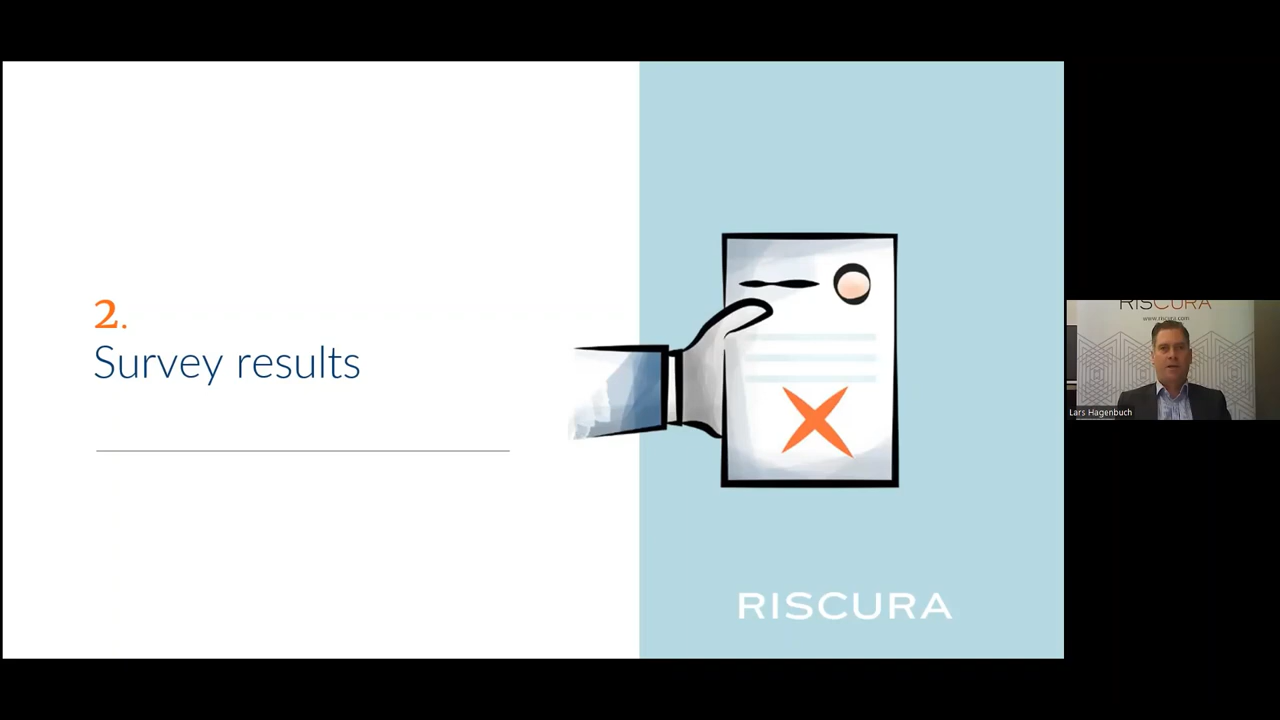 2.
Survey results
RISCURA
RISCURA
www.riscura.com
Lars Hagenbuch